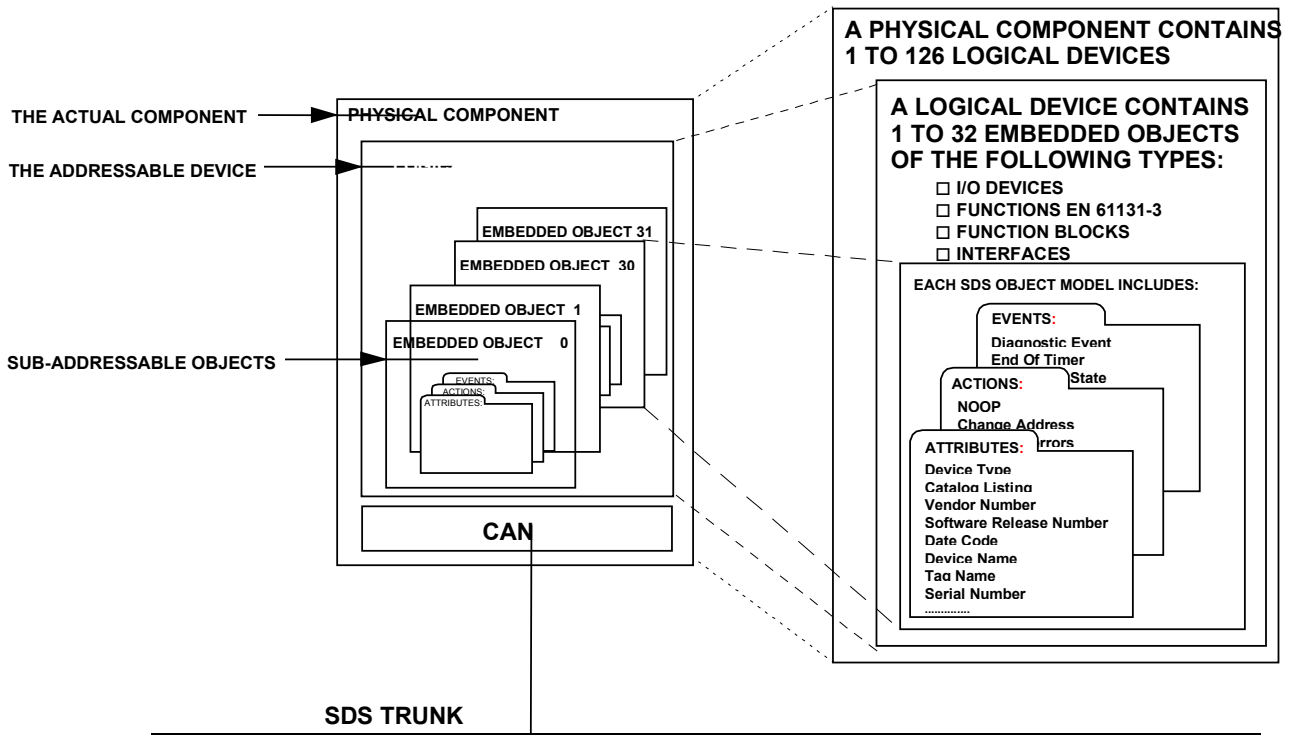 A PHYSICAL COMPONENT CONTAINS
1 TO 126 LOGICAL DEVICES
A LOGICAL DEVICE CONTAINS
1 TO 32 EMBEDDED OBJECTS
OF THE FOLLOWING TYPES:
I/O DEVICES
FUNCTIONS EN 61131-3
FUNCTION BLOCKS
INTERFACES
EACH SDS OBJECT MODEL INCLUDES:
EVENTS:
Diagnostic Event
End Of Timer
State
ACTIONS:
NOOP
Change Address
ATTRIBUTES:
Device Type
Catalog Listing
Vendor Number
Software Release Number
Date Code
Device Name
Tag Name
Serial Number
..............
THE ACTUAL COMPONENT
PHYSICAL COMPONENT
THE ADDRESSABLE DEVICE
EMBEDDED OBJECT 31
EMBEDDED OBJECT 30
EMBEDDED OBJECT 1
EMBEDDED OBJECT 0
SUB-ADDRESSABLE OBJECTS
EVENTS:
ACTIONS:
ATTRIBUTES:
CAN
SDS TRUNK